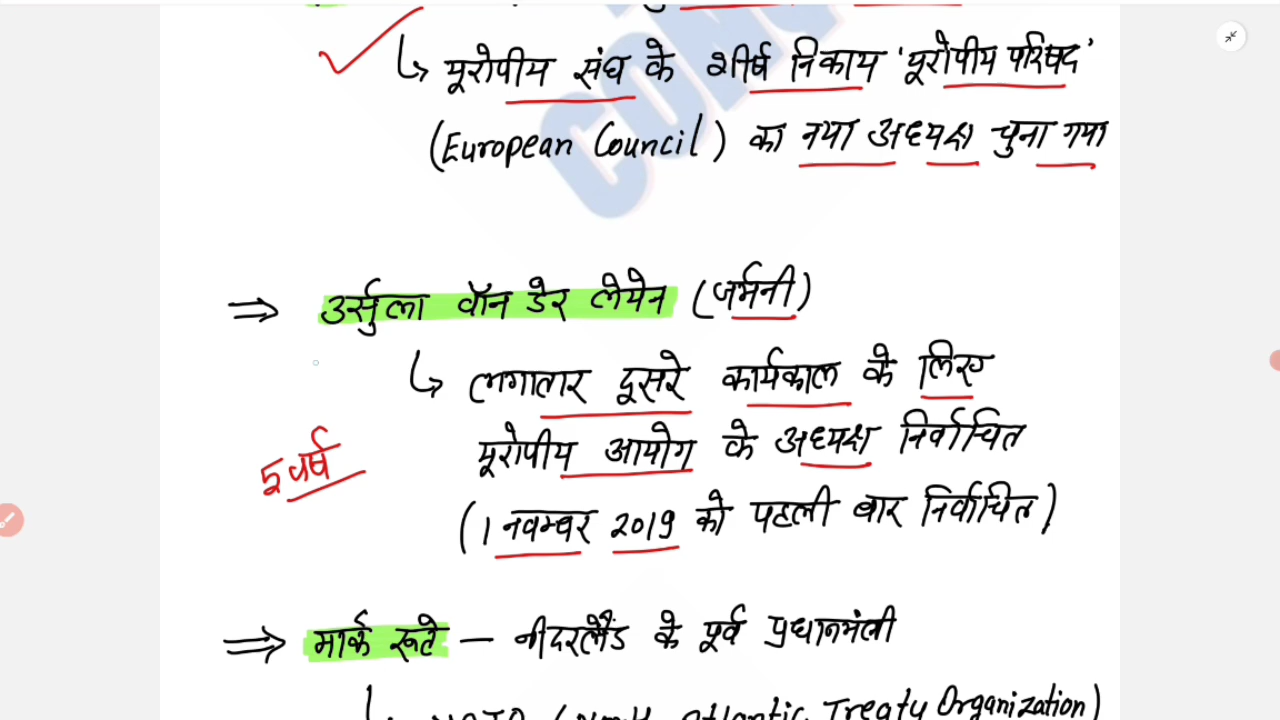 ↳ यूरोपीय संघ के शीर्ष निकाय 'यूरोपीय परिषद'
(European Council) का नया अध्यक्ष चुना गया
⇒ उर्सुला वॉन डेर लेयेन (जर्मनी)
↳ लगातार दूसरे कार्यकाल के लिए
5 वर्ष
यूरोपीय आयोग के अध्यक्ष निर्वाचित
(1 नवम्बर 2019 को पहली बार निर्वाचित)
⇒ मार्क रूते – नीदरलैंड के पूर्व प्रधानमंत्री
Atlantic Treaty Organization)